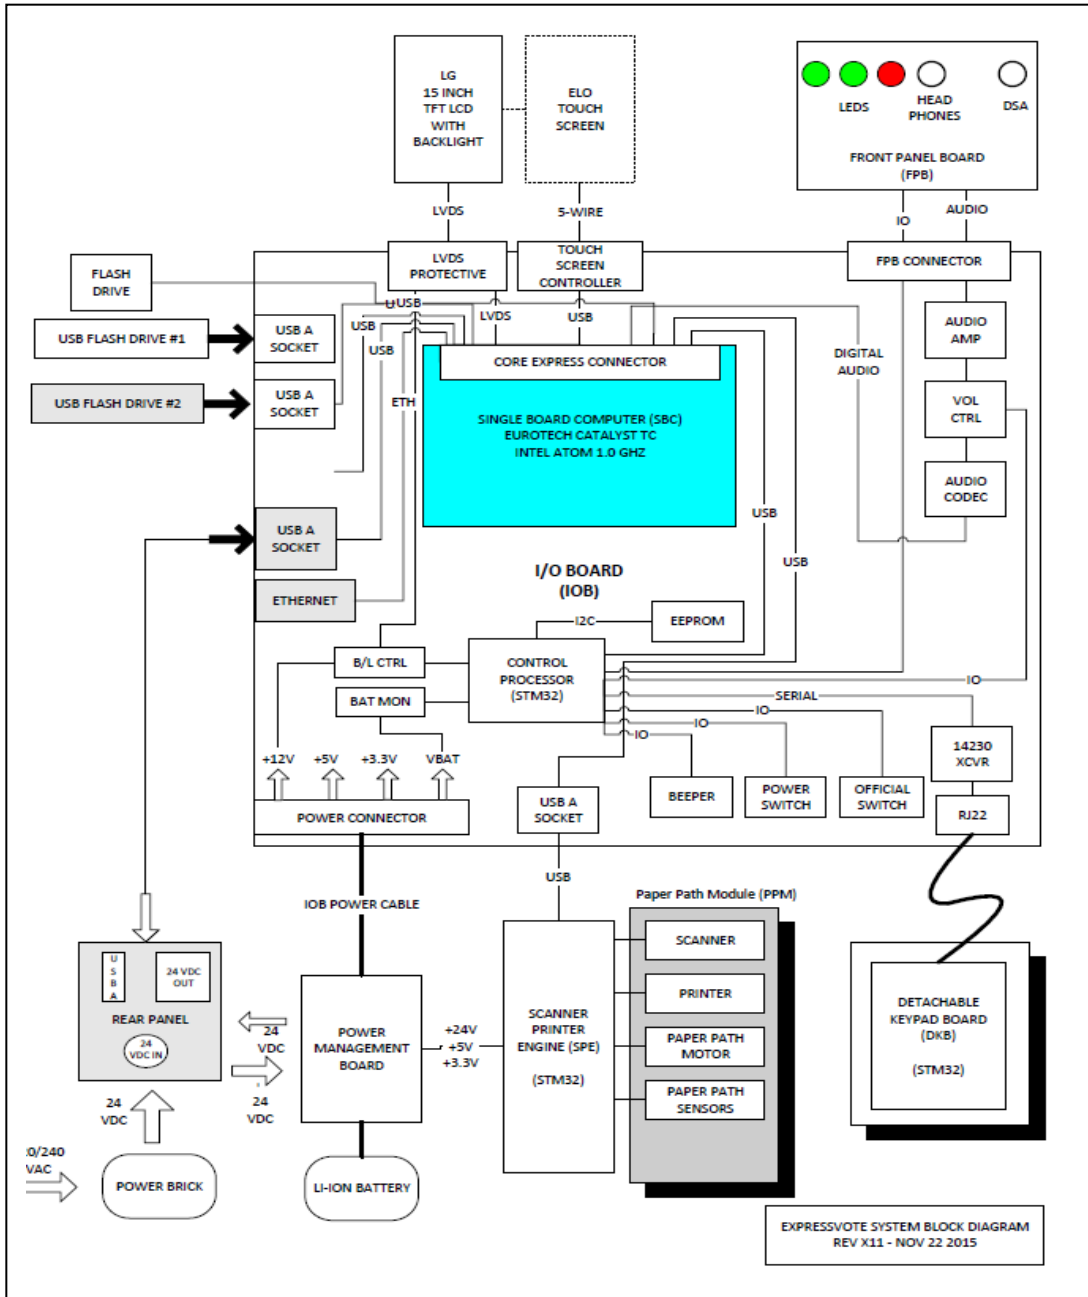 LG
15 INCH
TFT LCD
WITH
BACKLIGHT
ELO
TOUCH
SCREEN
LEDS
HEAD
PHONES
DSA
FRONT PANEL BOARD
(FPB)
LVDS
5-WIRE
IO
AUDIO
FLASH
DRIVE
LVDS
PROTECTIVE
TOUCH
SCREEN
CONTROLLER
FPB CONNECTOR
USB FLASH DRIVE #1
USB A
SOCKET
USB
USB
USB
LVDS
USB
AUDIO
AMP
CORE EXPRESS CONNECTOR
DIGITAL
AUDIO
USB FLASH DRIVE #2
USB A
SOCKET
ETH
SINGLE BOARD COMPUTER (SBC)
EUROTECH CATALYST TC
INTEL ATOM 1.0 GHZ
VOL
CTRL
AUDIO
CODEC
USB
USB
USB A
SOCKET
I/O BOARD
(IOB)
ETHERNET
I2C
EEPROM
B/L CTRL
CONTROL
PROCESSOR
(STM32)
BAT MON
IO
SERIAL
IO
IO
+12V
+5V
+3.3V
VBAT
14230
XCVR
POWER CONNECTOR
USB A
SOCKET
BEEPER
POWER
SWITCH
OFFICIAL
SWITCH
RJ22
USB
IOB POWER CABLE
Paper Path Module (PPM)
SCANNER
PRINTER
PAPER PATH
MOTOR
PAPER PATH
SENSORS
U
S
B
A
24 VDC
OUT
REAR PANEL
24
VDC IN
24
VDC
24
VDC
POWER
MANAGEMENT
BOARD
+24V
+5V
+3.3V
SCANNER
PRINTER
ENGINE (SPE)
(STM32)
DETACHABLE
KEYPAD BOARD
(DKB)
(STM32)
24
VDC
0/240
VAC
POWER BRICK
LI-ION BATTERY
EXPRESSVOTE SYSTEM BLOCK DIAGRAM
REV X11 - NOV 22 2015